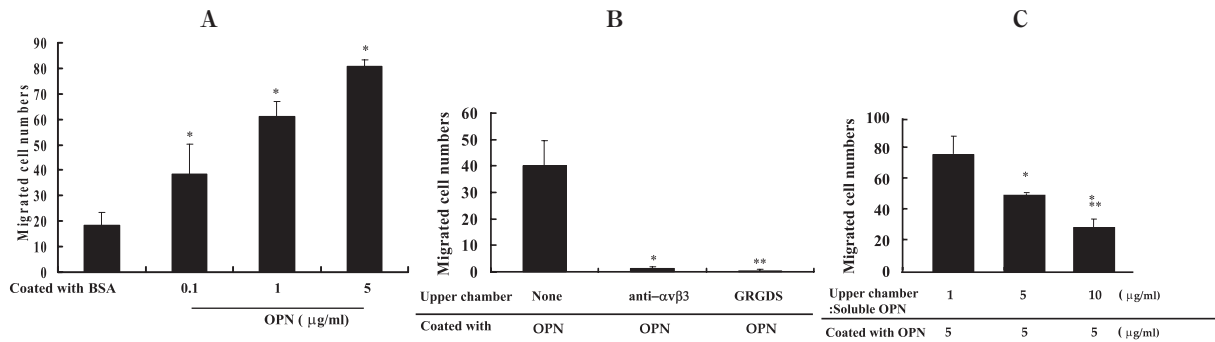 A
Migrated cell numbers
90
80
70
60
50
40
30
20
10
0
*
*
*
Coated with BSA 0.1 1 5
OPN ( μg/ml)
B
Migrated cell numbers
60
50
40
30
20
10
0
*
**
Upper chamber None anti–αvβ3 GRGDS
Coated with OPN OPN OPN
C
Migrated cell numbers
100
80
60
40
20
0
*
*
**
Upper chamber 1 5 10 ( μg/ml)
:Soluble OPN
Coated with OPN 5 5 5 ( μg/ml)